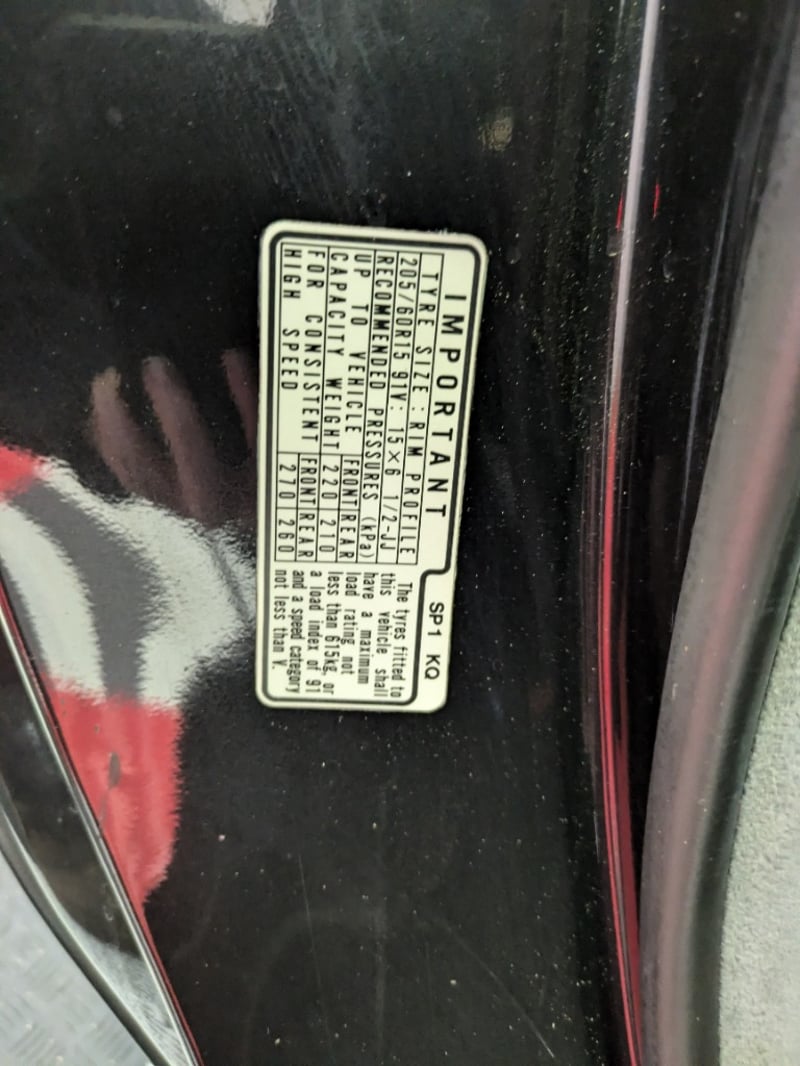 IMPORTANT
SP1 KQ
TYRE SIZE : RIM PROFILE
205/60R15 91V: 15×6 1/2-JJ
RECOMMENDED PRESSURES (kPa)
UP TO VEHICLE FRONT REAR
CAPACITY WEIGHT 220 210
FOR CONSISTENT FRONT REAR
HIGH SPEED 270 260
The tyres fitted to
this vehicle shall
have a maximum
load rating not
less than 615kg, or
a load index of 91
and a speed category
not less than V.